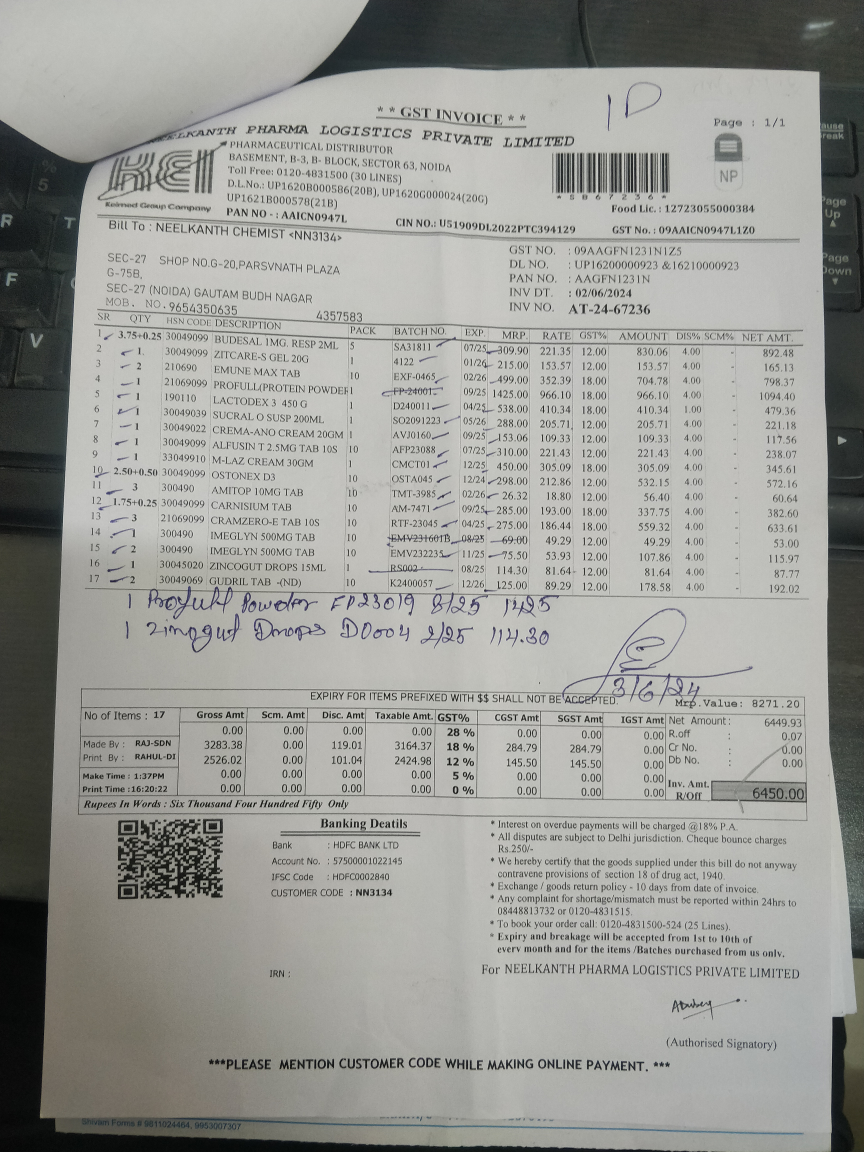 * * GST INVOICE * *
1D
Page : 1/1
NEELKANTH PHARMA LOGISTICS PRIVATE LIMITED
PHARMACEUTICAL DISTRIBUTOR
BASEMENT, B-3, B- BLOCK, SECTOR 63, NOIDA
Toll Free: 0120-4831500 (30 LINES)
D.L.No.: UP1620B000586(20B), UP1620G000024(20G)
UP1621B000578(21B)
KEI
Kelmed Group Company
PAN NO - : AAICN0947L
CIN NO.: U51909DL2022PTC394129
*5867236*
NP
Food Lic. : 12723055000384
GST No. : 09AAICN0947L1Z0
Bill To : NEELKANTH CHEMIST <NN3134>
SEC-27 SHOP NO.G-20,PARSVNATH PLAZA
G-75B,
SEC-27 (NOIDA) GAUTAM BUDH NAGAR
MOB. NO. 9654350635 4357583
GST NO. : 09AAGFN1231N1Z5
DL NO. : UP16200000923 &16210000923
PAN NO. : AAGFN1231N
INV DT. : 02/06/2024
INV NO. AT-24-67236
SR QTY HSN CODE DESCRIPTION PACK BATCH NO. EXP. MRP. RATE GST% AMOUNT DIS% SCM% NET AMT.
1 3.75+0.25 30049099 BUDESAL 1MG. RESP 2ML 5 SA31811 07/25 309.90 221.35 12.00 830.06 4.00 - 892.48
2 1. 30049099 ZITCARE-S GEL 20G 1 4122 01/26 215.00 153.57 12.00 153.57 4.00 - 165.13
3 2 210690 EMUNE MAX TAB 10 EXF-0465 02/26 499.00 352.39 18.00 704.78 4.00 - 798.37
4 1 21069099 PROFULL(PROTEIN POWDER 1 FP-24001 09/25 1425.00 966.10 18.00 966.10 4.00 - 1094.40
5 1 190110 LACTODEX 3 450 G 1 D240011 04/25 538.00 410.34 18.00 410.34 1.00 - 479.36
6 1 30049039 SUCRAL O SUSP 200ML 1 SO2091223 05/26 288.00 205.71 12.00 205.71 4.00 - 221.18
7 1 30049022 CREMA-ANO CREAM 20GM 1 AVJ0160 09/25 153.06 109.33 12.00 109.33 4.00 - 117.56
8 1 30049099 ALFUSIN T 2.5MG TAB 10S 10 AFP23088 07/25 310.00 221.43 12.00 221.43 4.00 - 238.07
9 1 33049910 M-LAZ CREAM 30GM 1 CMCT01 12/25 450.00 305.09 18.00 305.09 4.00 - 345.61
10 2.50+0.50 30049099 OSTONEX D3 10 OSTA045 12/24 298.00 212.86 12.00 532.15 4.00 - 572.16
11 3 300490 AMITOP 10MG TAB 10 TMT-3985 02/26 26.32 18.80 12.00 56.40 4.00 - 60.64
12 1.75+0.25 30049099 CARNISIUM TAB 10 AM-7471 09/25 285.00 193.00 18.00 337.75 4.00 - 382.60
13 3 21069099 CRAMZERO-E TAB 10S 10 RTF-23045 04/25 275.00 186.44 18.00 559.32 4.00 - 633.61
14 1 300490 IMEGLYN 500MG TAB 10 EMV231601B 08/25 69.00 49.29 12.00 49.29 4.00 - 53.00
15 2 300490 IMEGLYN 500MG TAB 10 EMV232235 11/25 75.50 53.93 12.00 107.86 4.00 - 115.97
16 1 30045020 ZINCOGUT DROPS 15ML 1 RS002 08/25 114.30 81.64 12.00 81.64 4.00 - 87.77
17 2 30049069 GUDRIL TAB -(ND) 10 K2400057 12/26 125.00 89.29 12.00 178.58 4.00 - 192.02
1 Profull Powder FP23019 8/25 1425
1 Zincogut Drops D0004 2/25 114.30
3/6/24
EXPIRY FOR ITEMS PREFIXED WITH $$ SHALL NOT BE ACCEPTED.
Mrp.Value: 8271.20
No of Items : 17 Gross Amt Scm. Amt Disc. Amt Taxable Amt. GST% CGST Amt SGST Amt IGST Amt Net Amount : 6449.93
0.00 0.00 0.00 0.00 28 % 0.00 0.00 0.00 R.off 0.07
Made By : RAJ-SDN 3283.38 0.00 119.01 3164.37 18 % 284.79 284.79 0.00 Cr No. : 0.00
Print By : RAHUL-DI 2526.02 0.00 101.04 2424.98 12 % 145.50 145.50 0.00 Db No. : 0.00
Make Time : 1:37PM 0.00 0.00 0.00 0.00 5 % 0.00 0.00 0.00
Print Time :16:20:22 0.00 0.00 0.00 0.00 0 % 0.00 0.00 0.00 Inv. Amt. R/Off 6450.00
Rupees In Words : Six Thousand Four Hundred Fifty Only
Banking Deatils
Bank : HDFC BANK LTD
Account No. : 57500001022145
IFSC Code : HDFC0002840
CUSTOMER CODE : NN3134
* Interest on overdue payments will be charged @18% P.A.
* All disputes are subject to Delhi jurisdiction. Cheque bounce charges
Rs.250/-
* We hereby certify that the goods supplied under this bill do not anyway
contravene provisions of section 18 of drug act, 1940.
* Exchange / goods return policy - 10 days from date of invoice.
* Any complaint for shortage/mismatch must be reported within 24hrs to
08448813732 or 0120-4831515.
* To book your order call: 0120-4831500-524 (25 Lines).
* Expiry and breakage will be accepted from 1st to 10th of
every month and for the items /Batches purchased from us only.
IRN :
For NEELKANTH PHARMA LOGISTICS PRIVATE LIMITED
ADubey
(Authorised Signatory)
***PLEASE MENTION CUSTOMER CODE WHILE MAKING ONLINE PAYMENT. ***
Shivam Forms # 9811024464, 9953007307